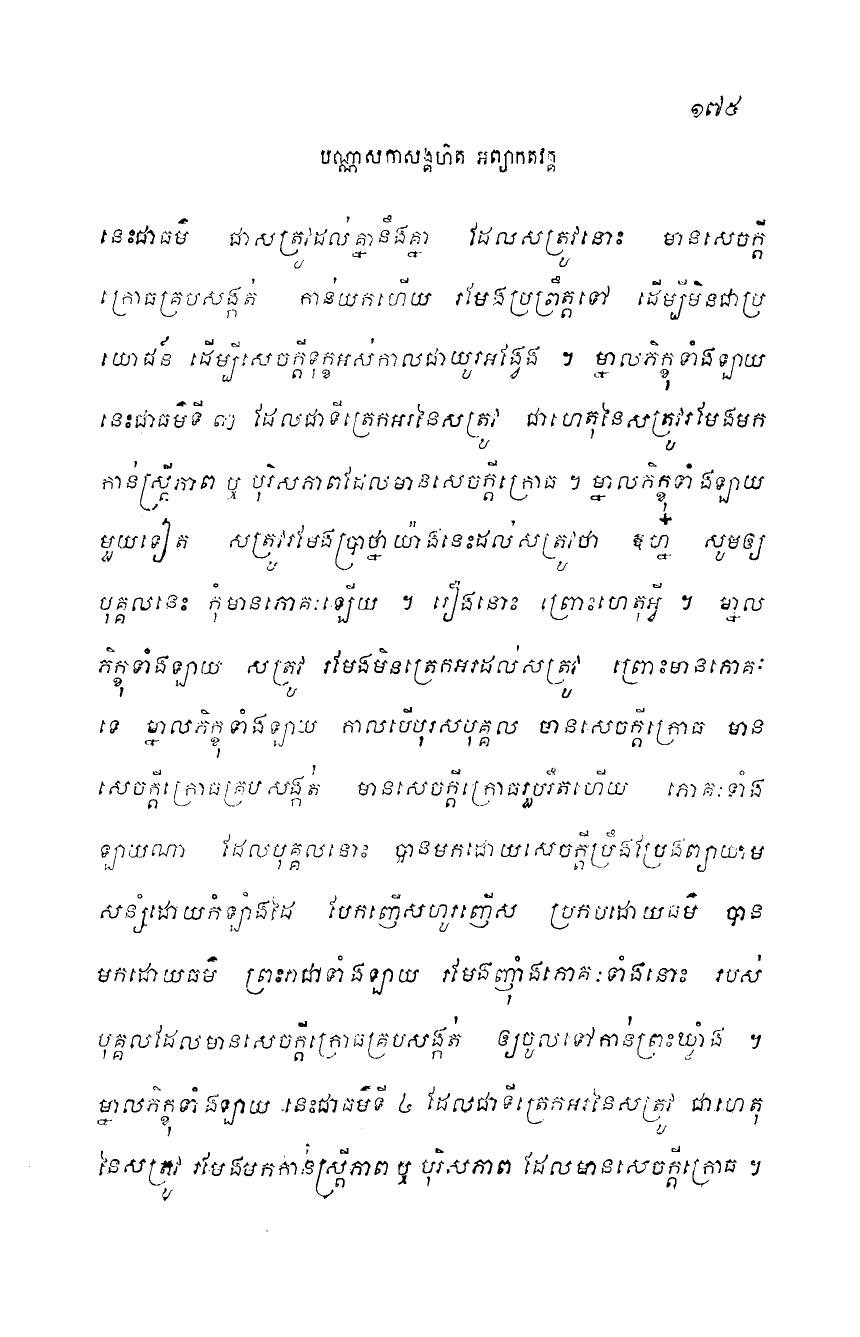 ១៧៥
បណ្ណាសកាសង្គហិត អព្យាកតវគ្គ
នេះជាធម៌ ជាសត្រូវដល់គ្នានឹងគ្នា ដែលសត្រូវនោះ មានសេចក្ដី
ក្រោធគ្របសង្កត់ កាន់យកហើយ រមែងប្រព្រឹត្តទៅ ដើម្បីមិនជាប្រ
យោជន៍ ដើម្បីសេចក្ដីទុក្ខអស់កាលជាយូរអង្វែង ។ ម្នាលភិក្ខុទាំងឡាយ
នេះជាធម៌ទី ៣ ដែលជាទីត្រេកអរនៃសត្រូវ ជាហេតុនៃសត្រូវរមែងមក
កាន់ស្ត្រីភាព ឬ បុរិសភាពដែលមានសេចក្ដីក្រោធ ។ ម្នាលភិក្ខុទាំងឡាយ
មួយទៀត សត្រូវរមែងប្រាថ្នាយ៉ាងនេះដល់សត្រូវថា ឱហ្ន៎ សូមឲ្យ
បុគ្គលនេះ កុំមានភោគៈឡើយ ។ រឿងនោះ ព្រោះហេតុអ្វី ។ ម្នាល
ភិក្ខុទាំងឡាយ សត្រូវ រមែងមិនត្រេកអរដល់សត្រូវ ព្រោះមានភោគៈ
ទេ ម្នាលភិក្ខុទាំងឡាយ កាលបើបុរសបុគ្គល មានសេចក្ដីក្រោធ មាន
សេចក្ដីក្រោធគ្របសង្កត់ មានសេចក្ដីក្រោធរួបរឹតហើយ ភោគៈទាំង
ឡាយណា ដែលបុគ្គលនោះ បានមកដោយសេចក្ដីប្រឹងប្រែងព្យាយាម
សន្សំដោយកំឡាំងដៃ បែកញើសហូរញើស ប្រកបដោយធម៌ បាន
មកដោយធម៌ ព្រះរាជាទាំងឡាយ រមែងញ៉ាំងភោគៈទាំងនោះ របស់
បុគ្គលដែលមានសេចក្ដីក្រោធគ្របសង្កត់ ឲ្យចូលទៅកាន់ព្រះឃ្លាំង ។
ម្នាលភិក្ខុទាំងឡាយ នេះជាធម៌ទី ៤ ដែលជាទីត្រេកអរនៃសត្រូវ ជាហេតុ
នៃសត្រូវ រមែងមកកាន់ស្ត្រីភាព ឬ បុរិសភាព ដែលមានសេចក្ដីក្រោធ ។